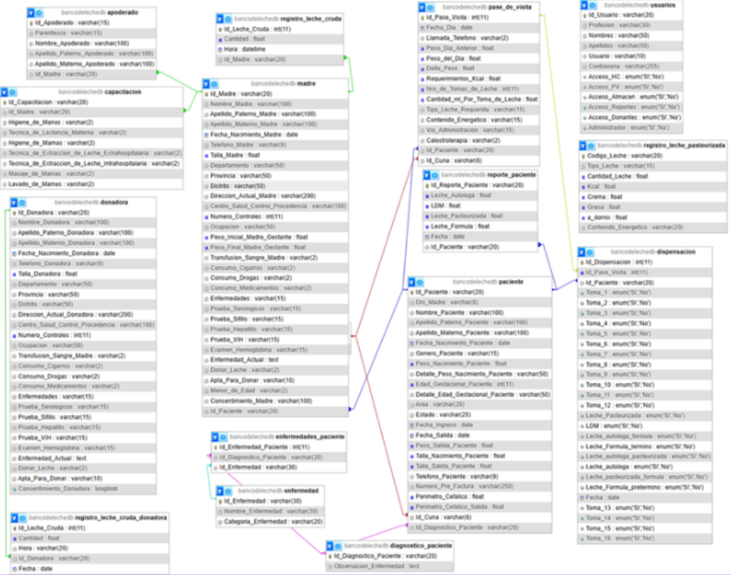 bancodelechedb apoderado
Id_Apoderado : varchar(15)
Parentesco : varchar(15)
Nombre_Apoderado : varchar(100)
Apellido_Paterno_Apoderado : varchar(100)
Apellido_Materno_Apoderado : varchar(100)
Id_Madre : varchar(20)
bancodelechedb capacitacion
Id_Capacitacion : varchar(20)
Id_Madre : varchar(20)
Higiene_de_Manos : varchar(2)
Tecnica_de_Lactancia_Materna : varchar(2)
Higiene_de_Mamas : varchar(2)
Tecnica_de_Extraccion_de_Leche_Extrahospitalaria : varchar(2)
Tecnica_de_Extraccion_de_Leche_Intrahospitalaria : varchar(2)
Masaje_de_Mamas : varchar(2)
Lavado_de_Mamas : varchar(2)
bancodelechedb donadora
Id_Donadora : varchar(20)
Nombre_Donadora : varchar(100)
Apellido_Paterno_Donadora : varchar(100)
Apellido_Materno_Donadora : varchar(100)
Fecha_Nacimiento_Donadora : date
Telefono_Donadora : varchar(9)
Talla_Donadora : float
Departamento : varchar(50)
Provincia : varchar(50)
Distrito : varchar(50)
Direccion_Actual_Donadora : varchar(200)
Centro_Salud_Control_Procedencia : varchar(100)
Numero_Controles : int(11)
Ocupacion : varchar(50)
Transfusion_Sangre_Madre : varchar(2)
Consumo_Cigarros : varchar(2)
Consumo_Drogas : varchar(2)
Consumo_Medicamentos : varchar(2)
Enfermedades : varchar(15)
Prueba_Serologicas : varchar(15)
Prueba_Sifilis : varchar(15)
Prueba_Hepatitis : varchar(15)
Prueba_VIH : varchar(15)
Examen_Hemoglobina : varchar(15)
Enfermedad_Actual : text
Donar_Leche : varchar(2)
Apta_Para_Donar : varchar(10)
Consentimiento_Donadora : longblob
bancodelechedb registro_leche_cruda_donadora
Id_Leche_Cruda : int(11)
Cantidad : float
Hora : varchar(20)
Id_Donadora : varchar(20)
Fecha : date
bancodelechedb registro_leche_cruda
Id_Leche_Cruda : int(11)
Cantidad : float
Hora : datetime
Id_Madre : varchar(20)
bancodelechedb madre
Id_Madre : varchar(20)
Nombre_Madre : varchar(100)
Apellido_Paterno_Madre : varchar(100)
Apellido_Materno_Madre : varchar(100)
Fecha_Nacimiento_Madre : date
Telefono_Madre : varchar(9)
Talla_Madre : float
Departamento : varchar(50)
Provincia : varchar(50)
Distrito : varchar(50)
Direccion_Actual_Madre : varchar(200)
Centro_Salud_Control_Procedencia : varchar(100)
Numero_Controles : int(11)
Ocupacion : varchar(50)
Peso_Inicial_Madre_Gestante : float
Peso_Final_Madre_Gestante : float
Transfusion_Sangre_Madre : varchar(2)
Consumo_Cigarros : varchar(2)
Consumo_Drogas : varchar(2)
Consumo_Medicamentos : varchar(2)
Enfermedades : varchar(15)
Prueba_Serologicas : varchar(15)
Prueba_Sifilis : varchar(15)
Prueba_Hepatitis : varchar(15)
Prueba_VIH : varchar(15)
Examen_Hemoglobina : varchar(15)
Enfermedad_Actual : text
Donar_Leche : varchar(2)
Apta_Para_Donar : varchar(10)
Menor_de_Edad : varchar(2)
Consentimiento_Madre : varchar(100)
Id_Paciente : varchar(20)
bancodelechedb enfermedades_paciente
Id_Enfermedad_Paciente : int(11)
Id_Diagnostico_Paciente : varchar(20)
Id_Enfermedad : varchar(30)
bancodelechedb enfermedad
Id_Enfermedad : varchar(30)
Nombre_Enfermedad : varchar(30)
Categoria_Enfermedad : varchar(20)
bancodelechedb diagnostico_paciente
Id_Diagnostico_Paciente : varchar(20)
Observacion_Enfermedad : text
bancodelechedb pase_de_visita
Id_Pase_Visita : int(11)
Fecha_Dia : date
Llamada_Telefono : varchar(2)
Peso_Dia_Anterior : float
Peso_del_Dia : float
Delta_Peso : float
Requerimientos_Kcal : float
Nro_de_Tomas_de_Leche : int(11)
Cantidad_ml_Por_Toma_de_Leche : float
Tipo_Leche_Requerida : varchar(15)
Contenido_Energetico : varchar(15)
Via_Administracion : varchar(15)
Calostroterapia : varchar(2)
Id_Paciente : varchar(20)
Id_Cuna : varchar(6)
bancodelechedb reporte_paciente
Id_Reporte_Paciente : varchar(20)
Leche_Autologa : float
LDM : float
Leche_Pasteurizada : float
Leche_Formula : float
Fecha : date
Id_Paciente : varchar(20)
bancodelechedb paciente
Id_Paciente : varchar(20)
Dni_Madre : varchar(8)
Nombre_Paciente : varchar(100)
Apellido_Paterno_Paciente : varchar(100)
Apellido_Materno_Paciente : varchar(100)
Fecha_Nacimiento_Paciente : date
Genero_Paciente : varchar(15)
Peso_Nacimiento_Paciente : float
Detalle_Peso_Nacimiento_Paciente : varchar(50)
Edad_Gestacional_Paciente : int(11)
Detalle_Edad_Gestacional_Paciente : varchar(50)
Area : varchar(20)
Estado : varchar(25)
Fecha_Ingreso : date
Fecha_Salida : date
Peso_Salida_Paciente : float
Talla_Nacimiento_Paciente : float
Talla_Salida_Paciente : float
Telefono_Paciente : varchar(9)
Numero_Pre_Factura : varchar(250)
Perimetro_Cefalico : float
Perimetro_Cefalico_Salida : float
Id_Cuna : varchar(6)
Id_Diagnostico_Paciente : varchar(20)
bancodelechedb usuarios
Id_Usuario : varchar(20)
Profecion : varchar(30)
Nombres : varchar(50)
Apellidos : varchar(50)
Usuario : varchar(10)
Contrasena : varchar(255)
Access_HC : enum('Si','No')
Access_PV : enum('Si','No')
Access_Almacen : enum('Si','No')
Access_Reportes : enum('Si','No')
Access_Donantes : enum('Si','No')
Administrador : enum('Si','No')
bancodelechedb registro_leche_pasteurizada
Codigo_Leche : varchar(20)
Tipo_Leche : varchar(15)
Cantidad_Leche : float
Kcal : float
Crema : float
Grasa : float
a_dornix : float
Contenido_Energetico : varchar(20)
bancodelechedb dispensacion
Id_Dispensacion : int(11)
Id_Pase_Visita : int(11)
Id_Paciente : varchar(20)
Toma_1 : enum('Si','No')
Toma_2 : enum('Si','No')
Toma_3 : enum('Si','No')
Toma_4 : enum('Si','No')
Toma_5 : enum('Si','No')
Toma_6 : enum('Si','No')
Toma_7 : enum('Si','No')
Toma_8 : enum('Si','No')
Toma_9 : enum('Si','No')
Toma_10 : enum('Si','No')
Toma_11 : enum('Si','No')
Toma_12 : enum('Si','No')
Leche_Pasteurizada : enum('Si','No')
LDM : enum('Si','No')
Leche_autologa_formula : enum('Si','No')
Leche_Formula_termino : enum('Si','No')
Leche_autologa_pasteurizada : enum('Si','No')
Leche_autologa : enum('Si','No')
Leche_pasteurizada_formula : enum('Si','No')
Leche_Formula_pretermino : enum('Si','No')
Fecha : date
Toma_13 : enum('Si','No')
Toma_14 : enum('Si','No')
Toma_15 : enum('Si','No')
Toma_16 : enum('Si','No')